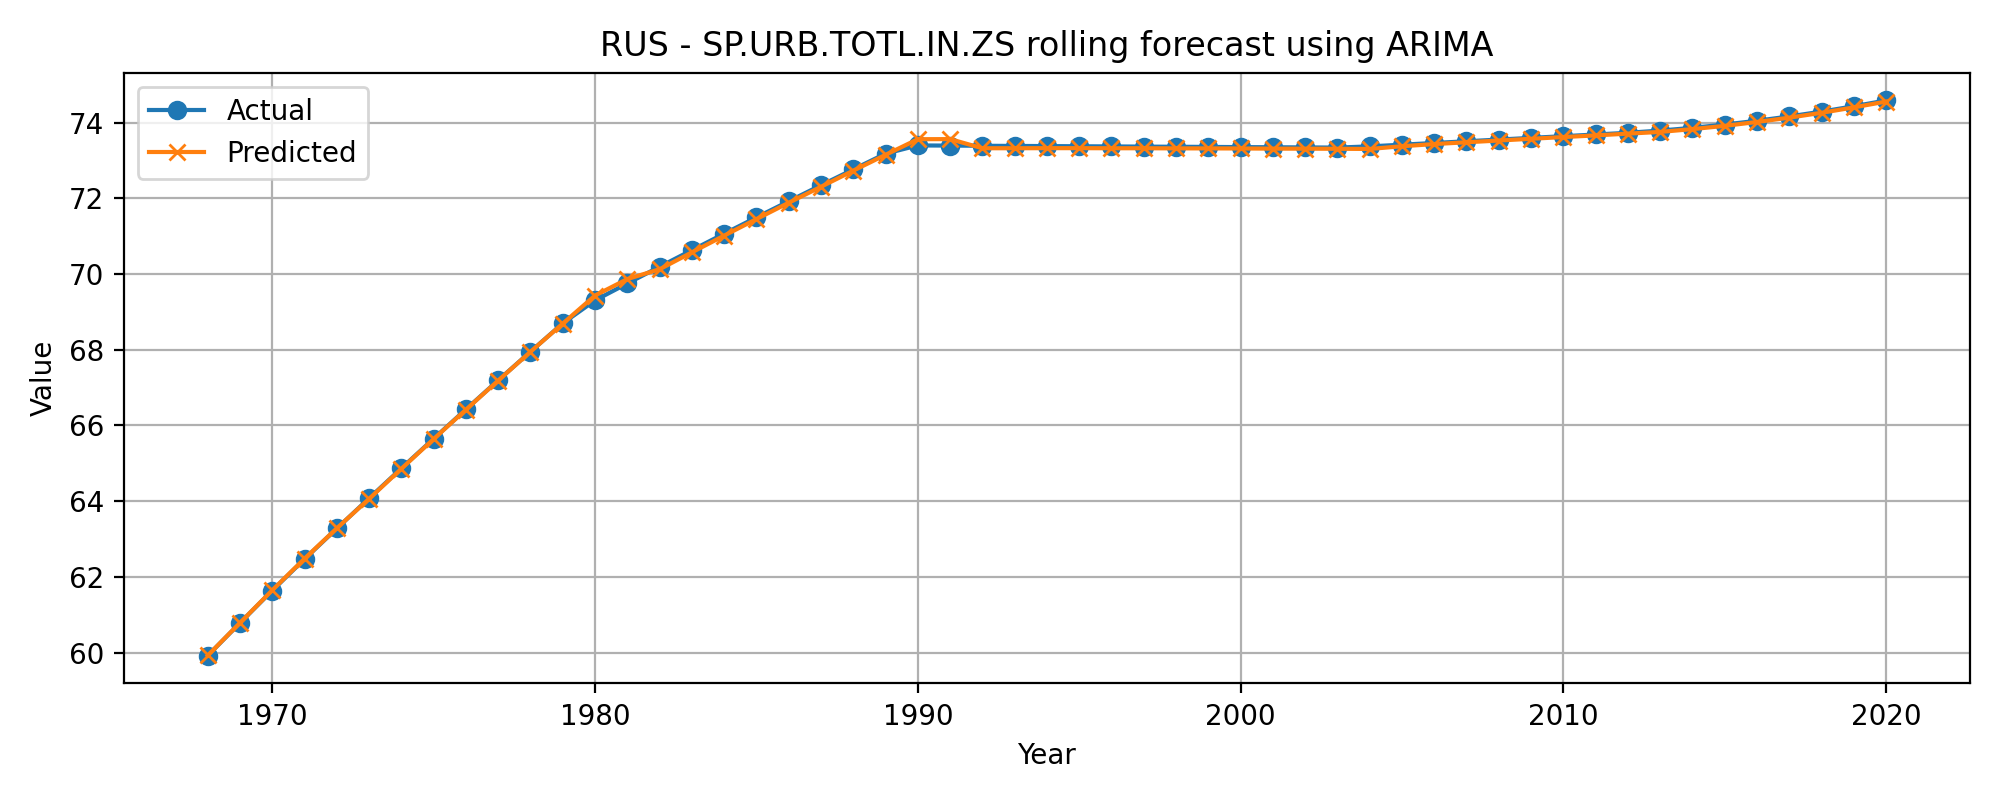 RUS - SP.URB.TOTL.IN.ZS rolling forecast using ARIMA
Actual
Predicted
Value
74
72
70
68
66
64
62
60
1970 1980 1990 2000 2010 2020
Year